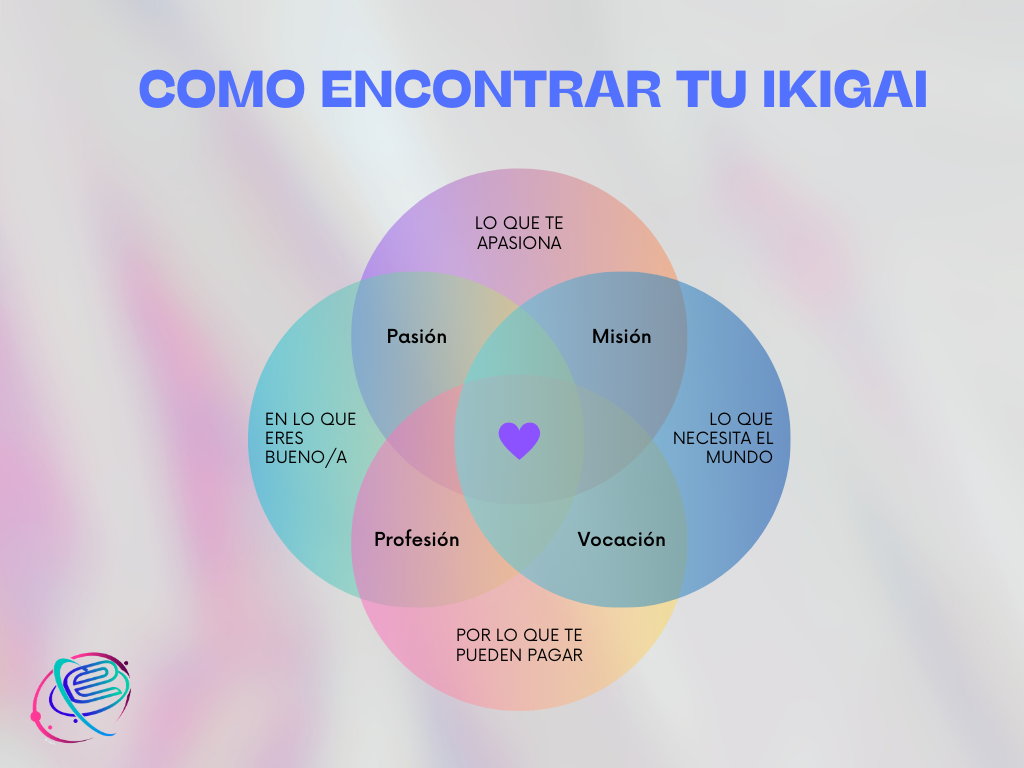 COMO ENCONTRAR TU IKIGAI
LO QUE TE
APASIONA
Pasión
Misión
EN LO QUE
ERES
BUENO/A
LO QUE
NECESITA EL
MUNDO
Profesión
Vocación
POR LO QUE TE
PUEDEN PAGAR